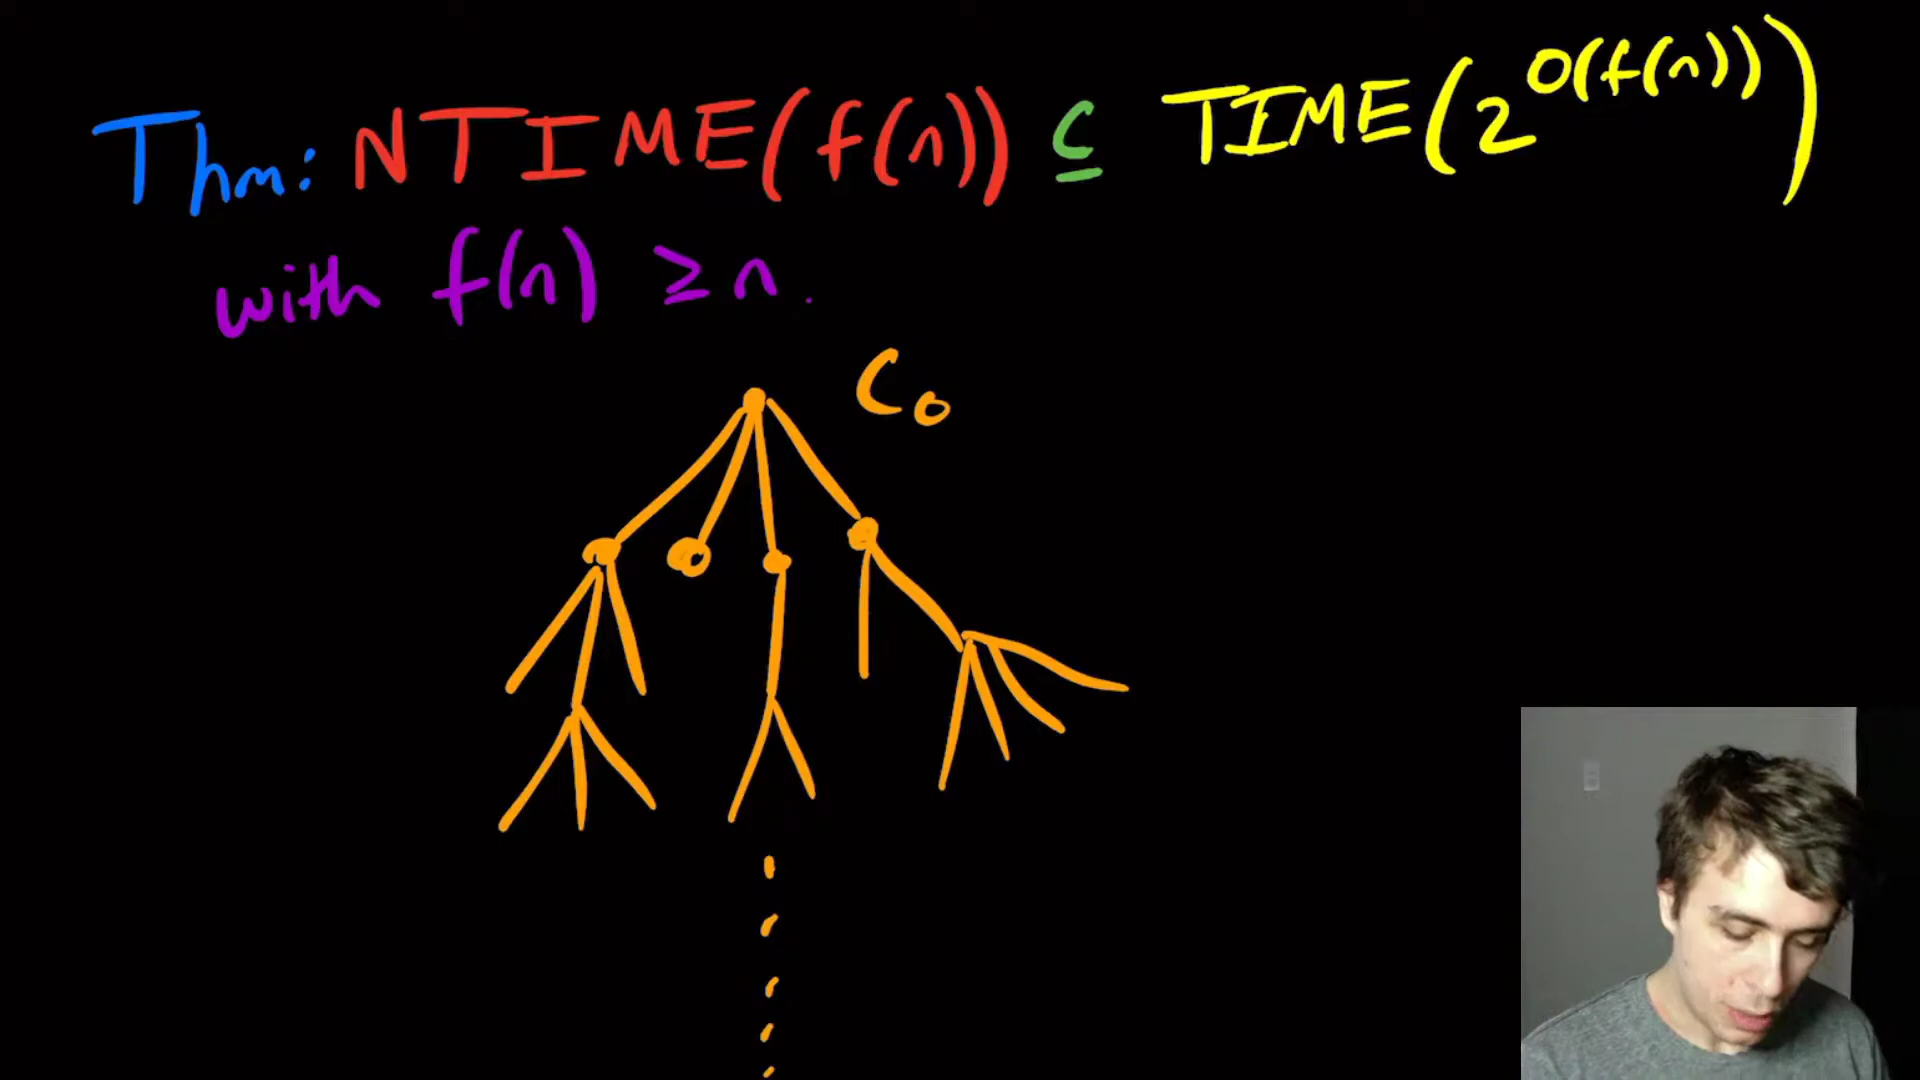 Thm: NTIME(f(n)) ⊆ TIME(2^O(f(n)))
with f(n) ≥ n.
C₀